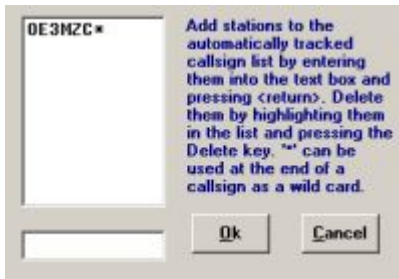 OE3MZC*
Add stations to the
automatically tracked
callsign list by entering
them into the text box and
pressing <return>. Delete
them by highlighting them
in the list and pressing the
Delete key. '*' can be
used at the end of a
callsign as a wild card.
Ok
Cancel